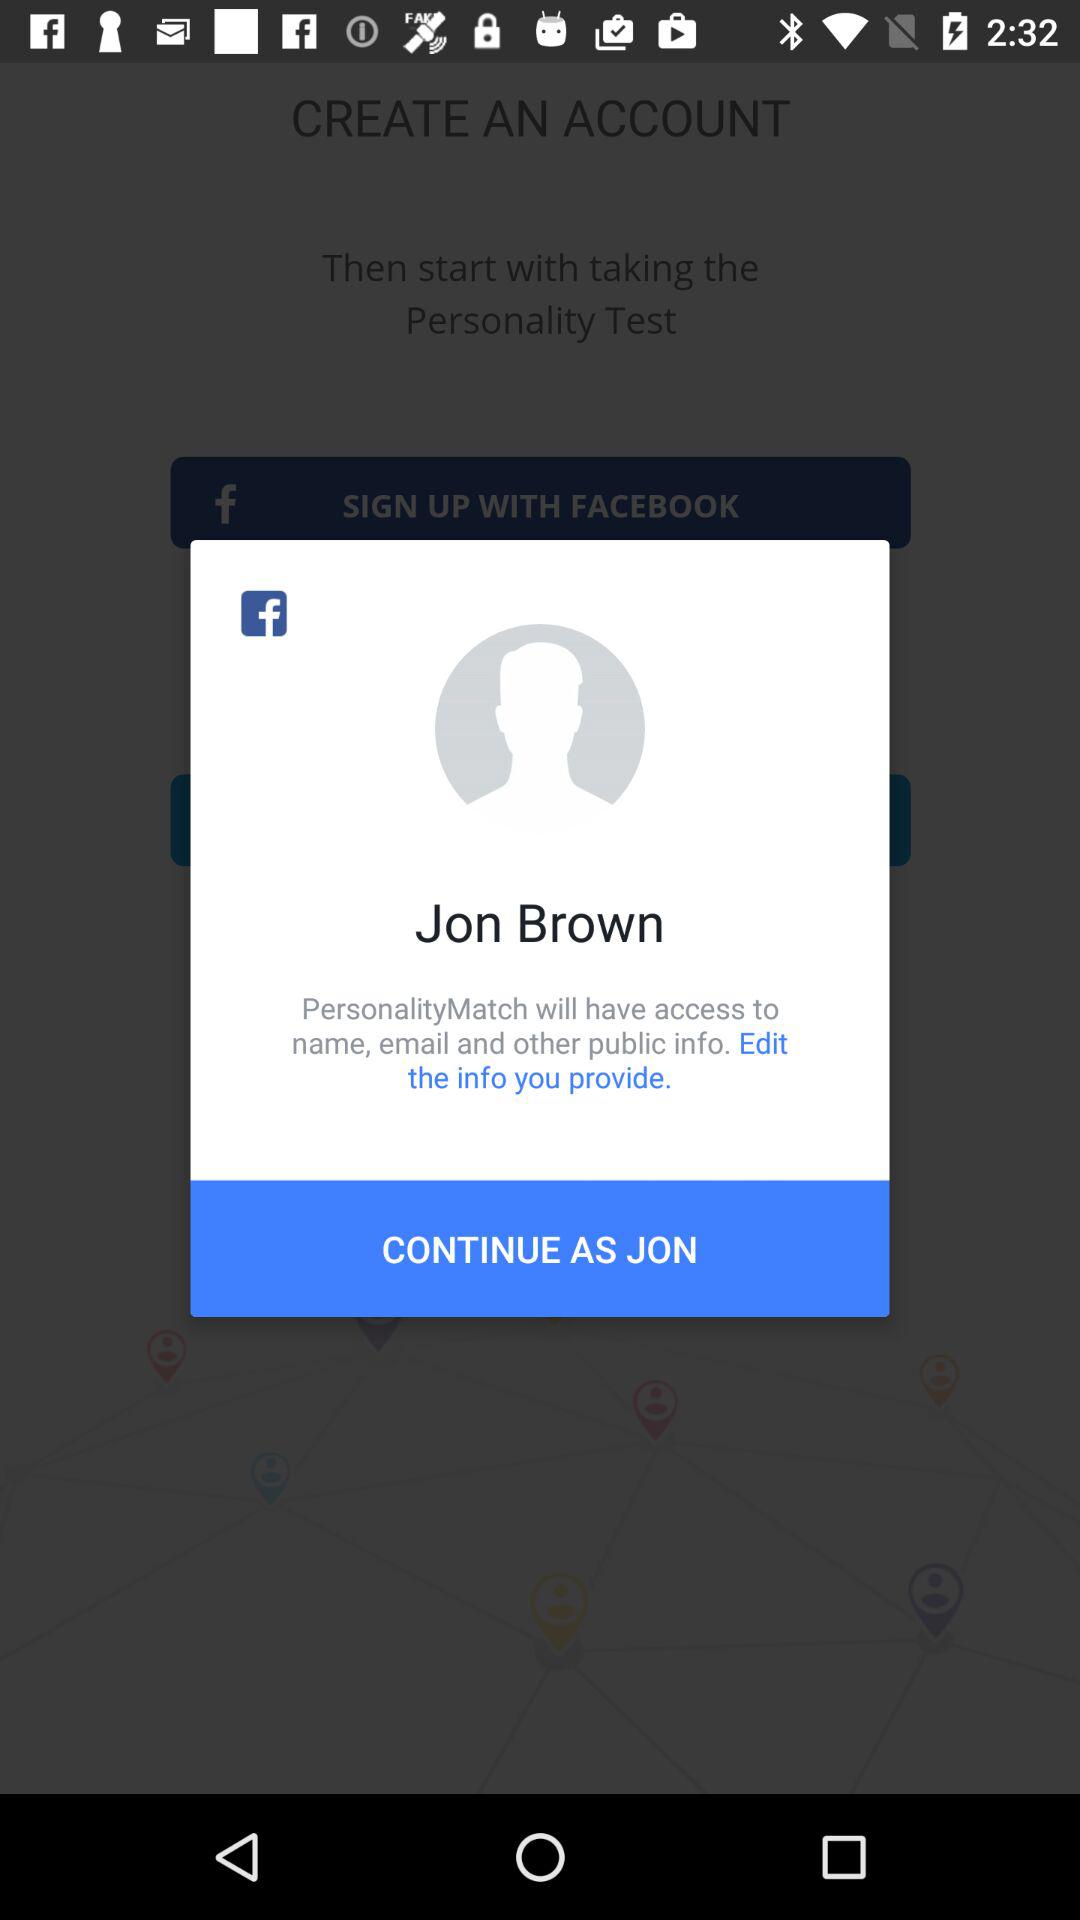 FAKE
2:32
CREATE AN ACCOUNT
Then start with taking the
Personality Test
SIGN UP WITH FACEBOOK
Jon Brown
PersonalityMatch will have access to
name, email and other public info. Edit
the info you provide.
CONTINUE AS JON